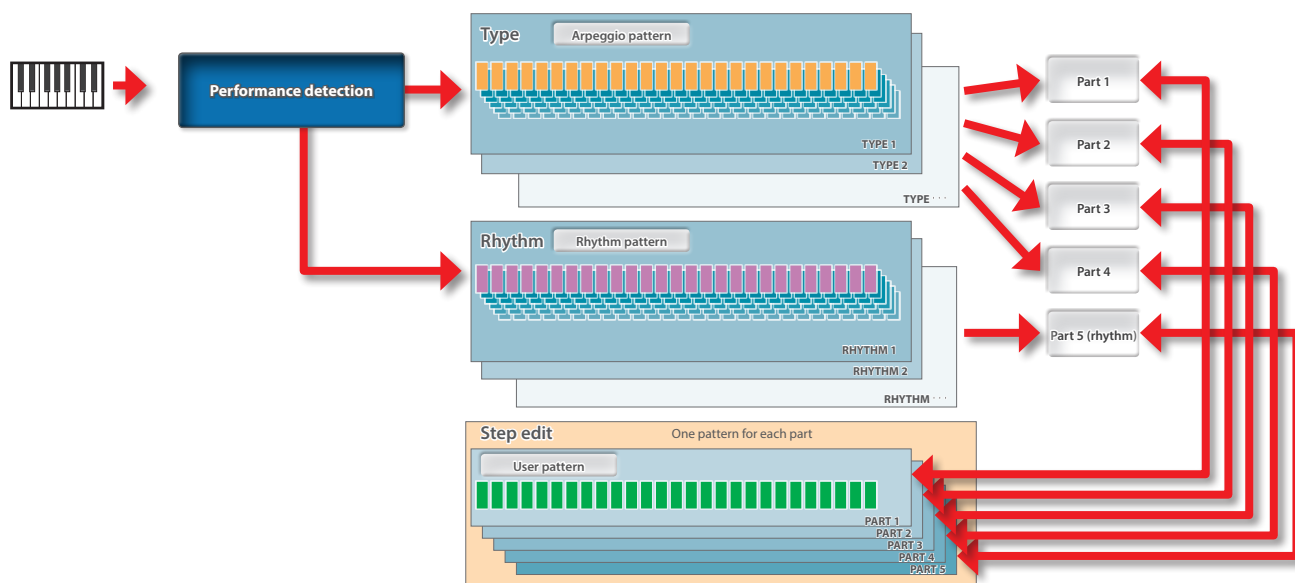 Performance detection
Type
Arpeggio pattern
TYPE 1
TYPE 2
TYPE · · ·
Rhythm
Rhythm pattern
RHYTHM 1
RHYTHM 2
RHYTHM · · ·
Part 1
Part 2
Part 3
Part 4
Part 5 (rhythm)
Step edit
One pattern for each part
User pattern
PART 1
PART 2
PART 3
PART 4
PART 5